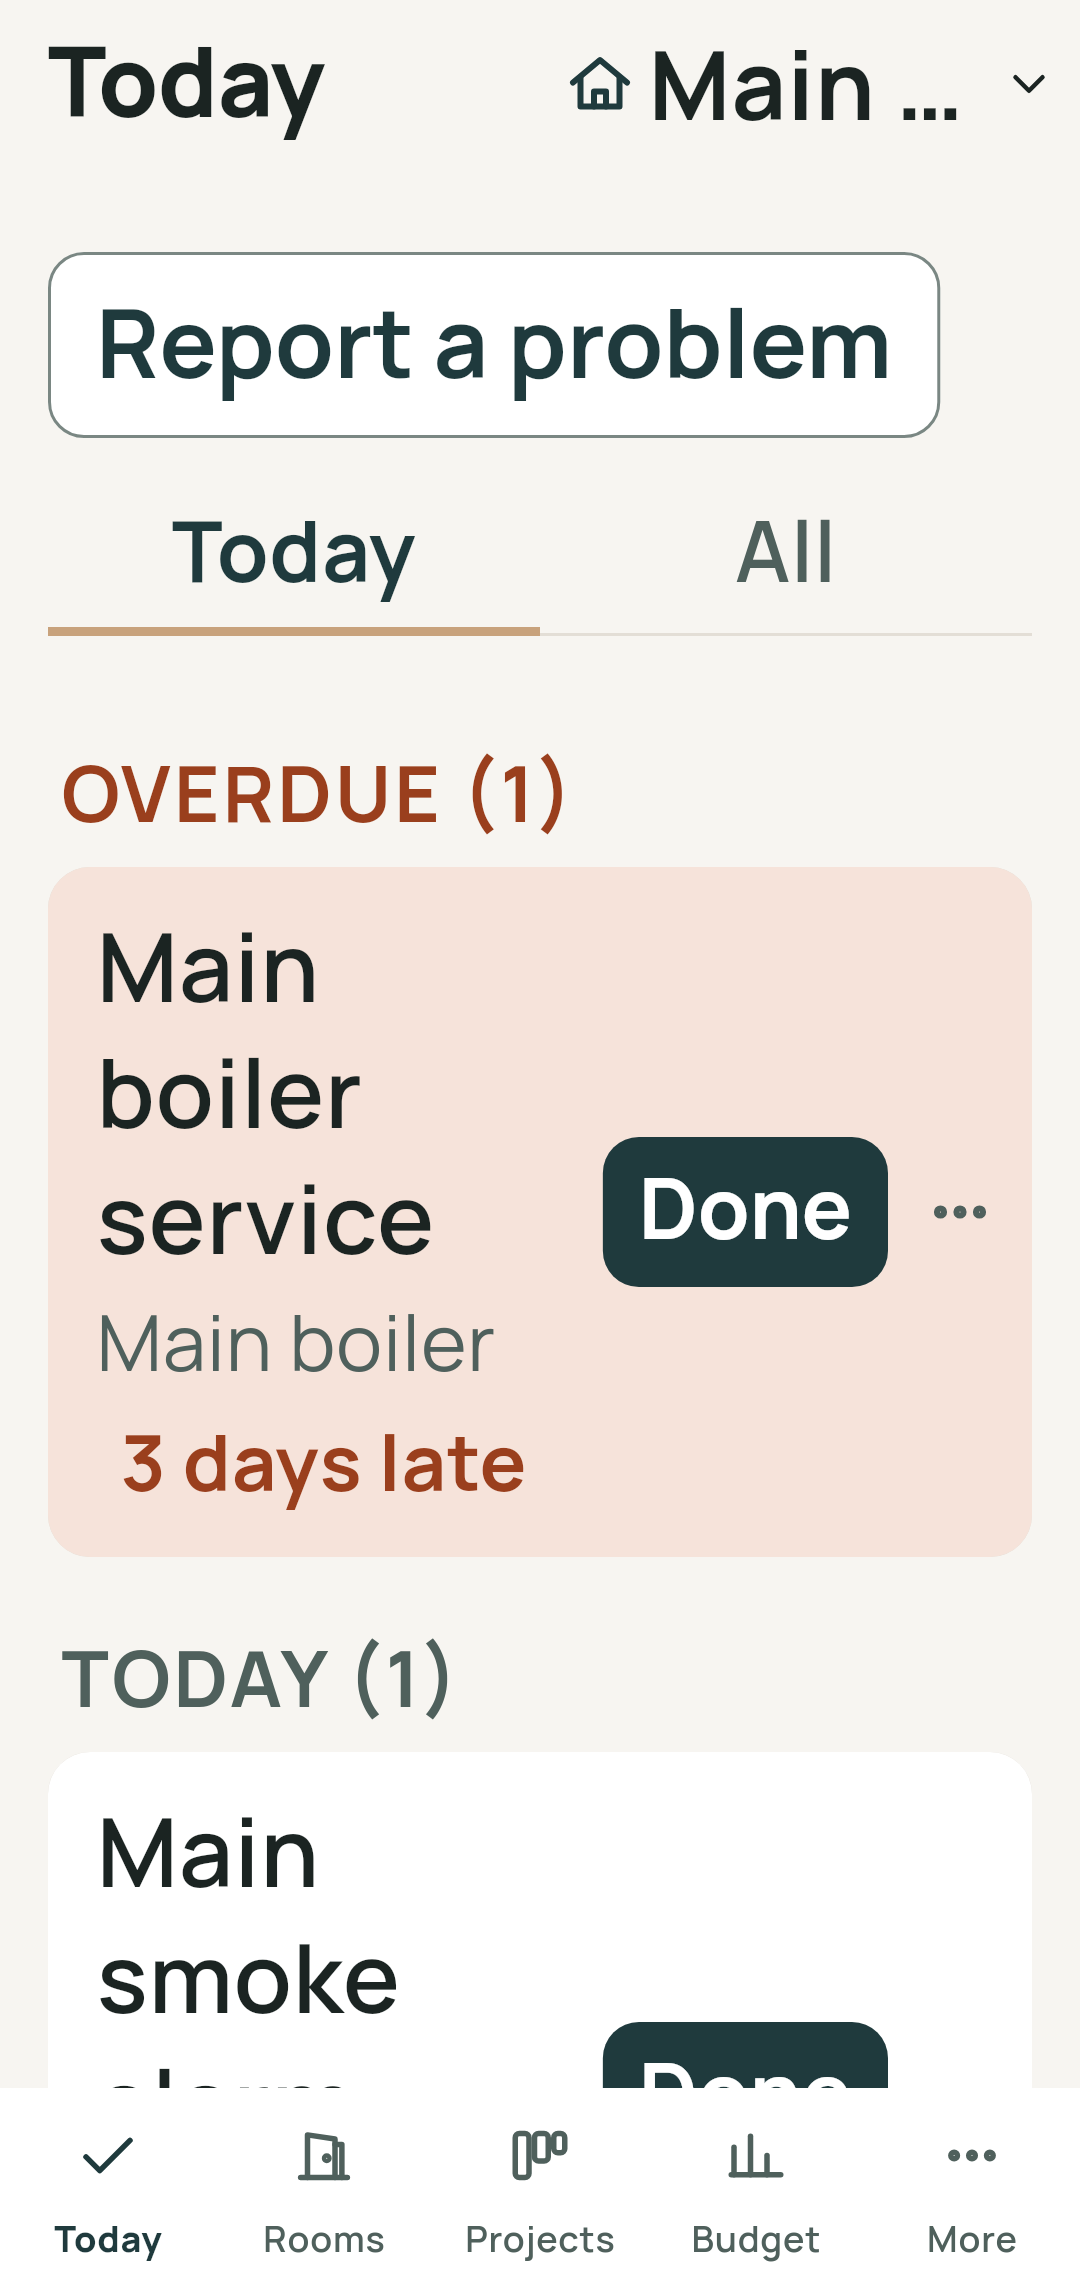 Today
Main ...
Report a problem
Today
All
OVERDUE (1)
Main
boiler
service
Done
Main boiler
3 days late
TODAY (1)
Main
smoke
Today
Rooms
Projects
Budget
More